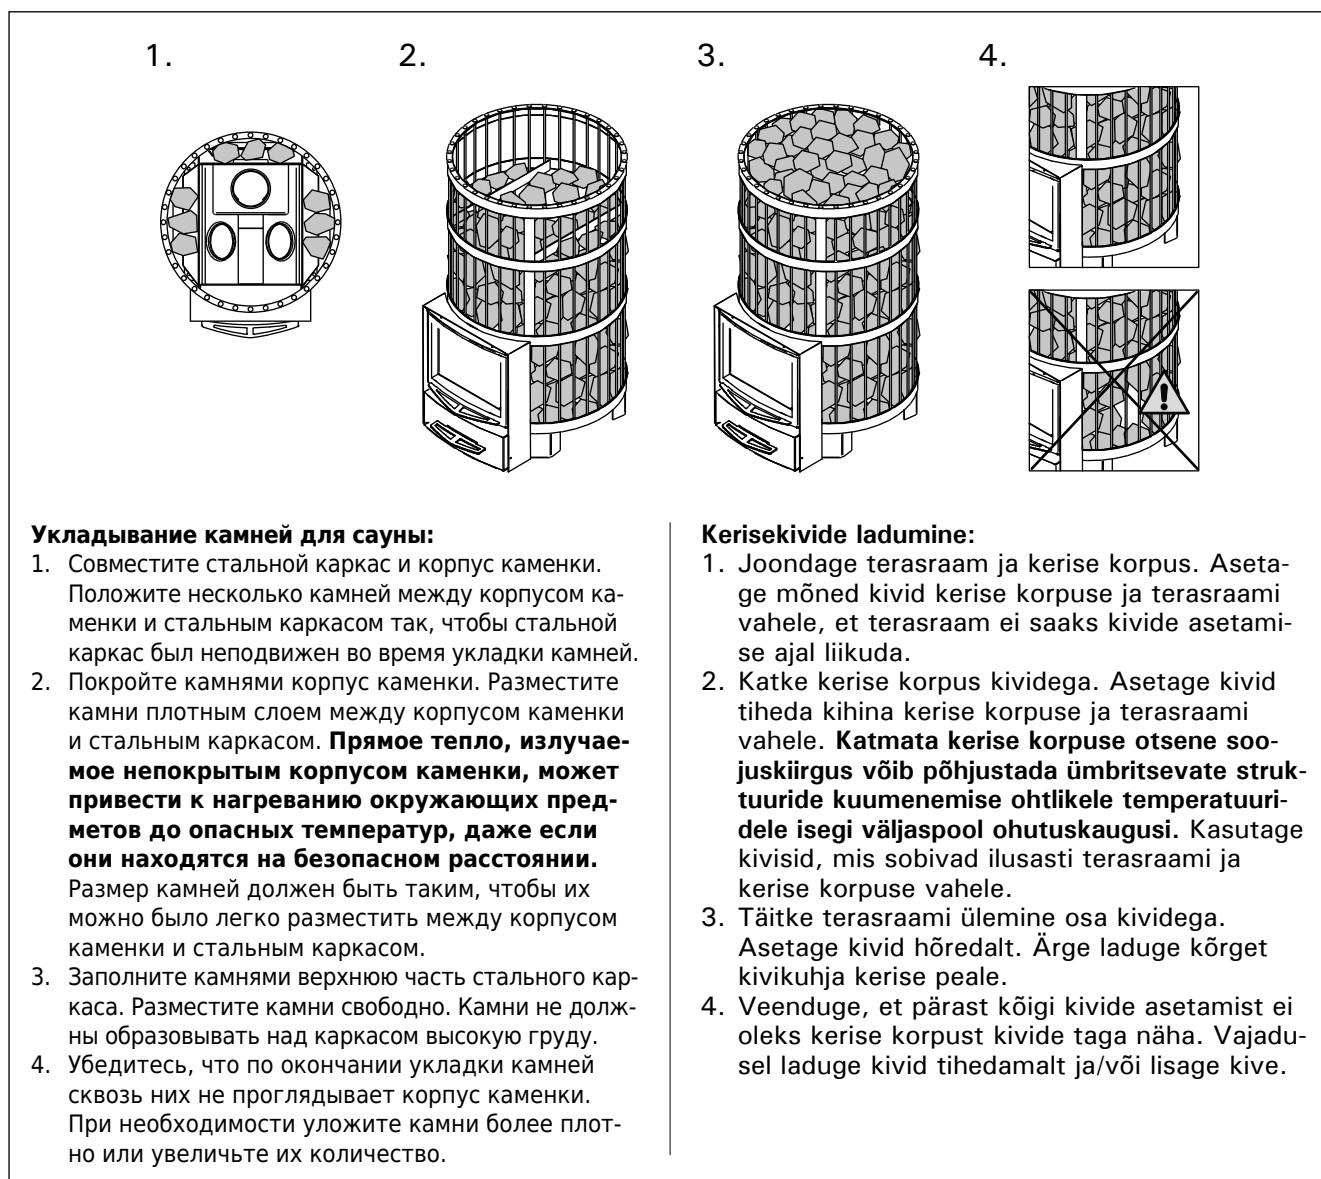 1.
2.
3.
4.
Укладывание камней для сауны:
1. Совместите стальной каркас и корпус каменки.
Положите несколько камней между корпусом ка-
менки и стальным каркасом так, чтобы стальной
каркас был неподвижен во время укладки камней.
2. Покройте камнями корпус каменки. Разместите
камни плотным слоем между корпусом каменки
и стальным каркасом. Прямое тепло, излучае-
мое непокрытым корпусом каменки, может
привести к нагреванию окружающих пред-
метов до опасных температур, даже если
они находятся на безопасном расстоянии.
Размер камней должен быть таким, чтобы их
можно было легко разместить между корпусом
каменки и стальным каркасом.
3. Заполните камнями верхнюю часть стального кар-
каса. Разместите камни свободно. Камни не долж-
ны образовывать над каркасом высокую груду.
4. Убедитесь, что по окончании укладки камней
сквозь них не проглядывает корпус каменки.
При необходимости уложите камни более плот-
но или увеличьте их количество.
Kerisekivide ladumine:
1. Joondage terasraam ja kerise korpus. Aseta-
ge mõned kivid kerise korpuse ja terasraami
vahele, et terasraam ei saaks kivide asetami-
se ajal liikuda.
2. Katke kerise korpus kividega. Asetage kivid
tiheda kihina kerise korpuse ja terasraami
vahele. Katmata kerise korpuse otsene soo-
juskiirgus võib põhjustada ümbritsevate struk-
tuuride kuumenemise ohtlikele temperatuuri-
dele isegi väljaspool ohutuskaugusi. Kasutage
kivisid, mis sobivad ilusasti terasraami ja
kerise korpuse vahele.
3. Täitke terasraami ülemine osa kividega.
Asetage kivid hõredalt. Ärge laduge kõrget
kivikuhja kerise peale.
4. Veenduge, et pärast kõigi kivide asetamist ei
oleks kerise korpust kivide taga näha. Vajadu-
sel laduge kivid tihedamalt ja/või lisage kive.